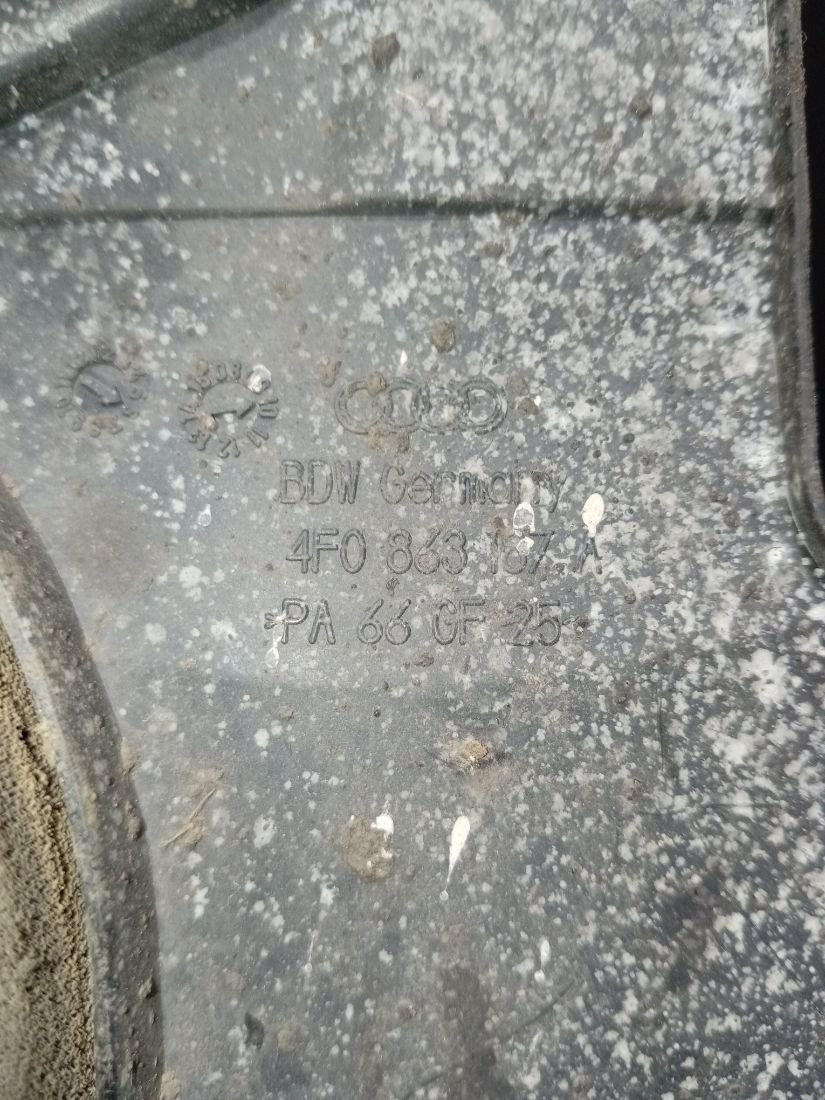 BDW Germany
4F0 863 167 A
*PA 66 GF 25*